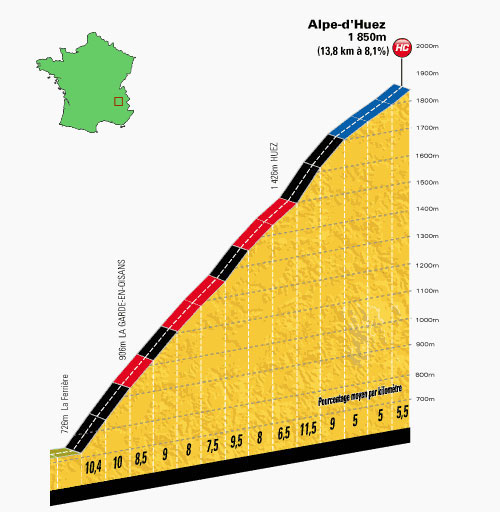 Alpe-d'Huez
1 850m
(13,8 km à 8,1%)
HC
2000m
1900m
1800m
1700m
1600m
1500m
1400m
1300m
1200m
1100m
1000m
900m
800m
700m
1 426m HUEZ
906m LA GARDE-EN-OISANS
726m La Ferrière
Pourcentage moyen par kilomètre
10,4 10 8,5 9 8 7,5 9,5 8 6,5 11,5 9 5 5 5,5